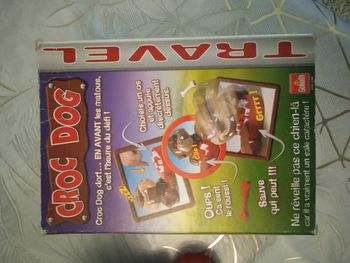 TRAVEL
CROC DOG
Croc Dog dort... EN AVANT les matous,
c'est l'heure du défi !
Choisis un os
et appuie
discrètement
dessus.
Oups !
Ça sent
le roussi !
Grrrr !
Sauve
qui peut !!!
Ne réveille pas ce chien-là
car il a vraiment un sale caractère !
Goliath